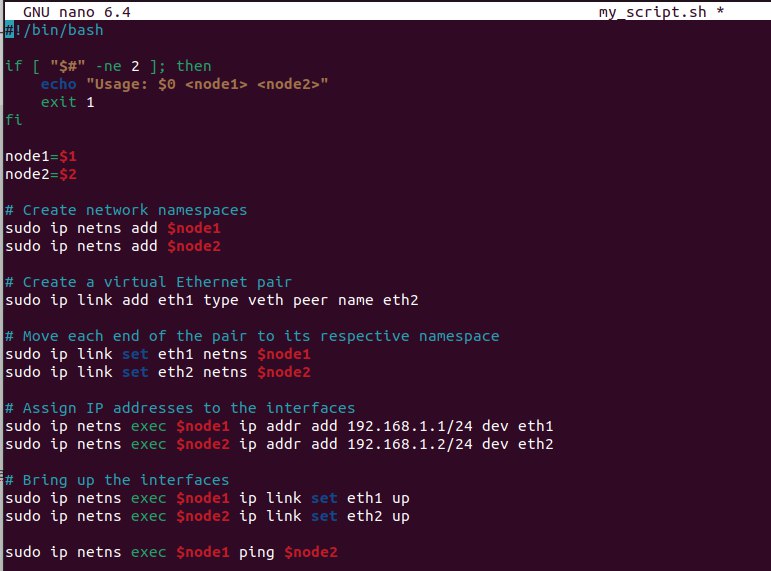 GNU nano 6.4 my_script.sh *
#!/bin/bash
if [ "$#" -ne 2 ]; then
    echo "Usage: $0 <node1> <node2>"
    exit 1
fi
node1=$1
node2=$2
# Create network namespaces
sudo ip netns add $node1
sudo ip netns add $node2
# Create a virtual Ethernet pair
sudo ip link add eth1 type veth peer name eth2
# Move each end of the pair to its respective namespace
sudo ip link set eth1 netns $node1
sudo ip link set eth2 netns $node2
# Assign IP addresses to the interfaces
sudo ip netns exec $node1 ip addr add 192.168.1.1/24 dev eth1
sudo ip netns exec $node2 ip addr add 192.168.1.2/24 dev eth2
# Bring up the interfaces
sudo ip netns exec $node1 ip link set eth1 up
sudo ip netns exec $node2 ip link set eth2 up
sudo ip netns exec $node1 ping $node2